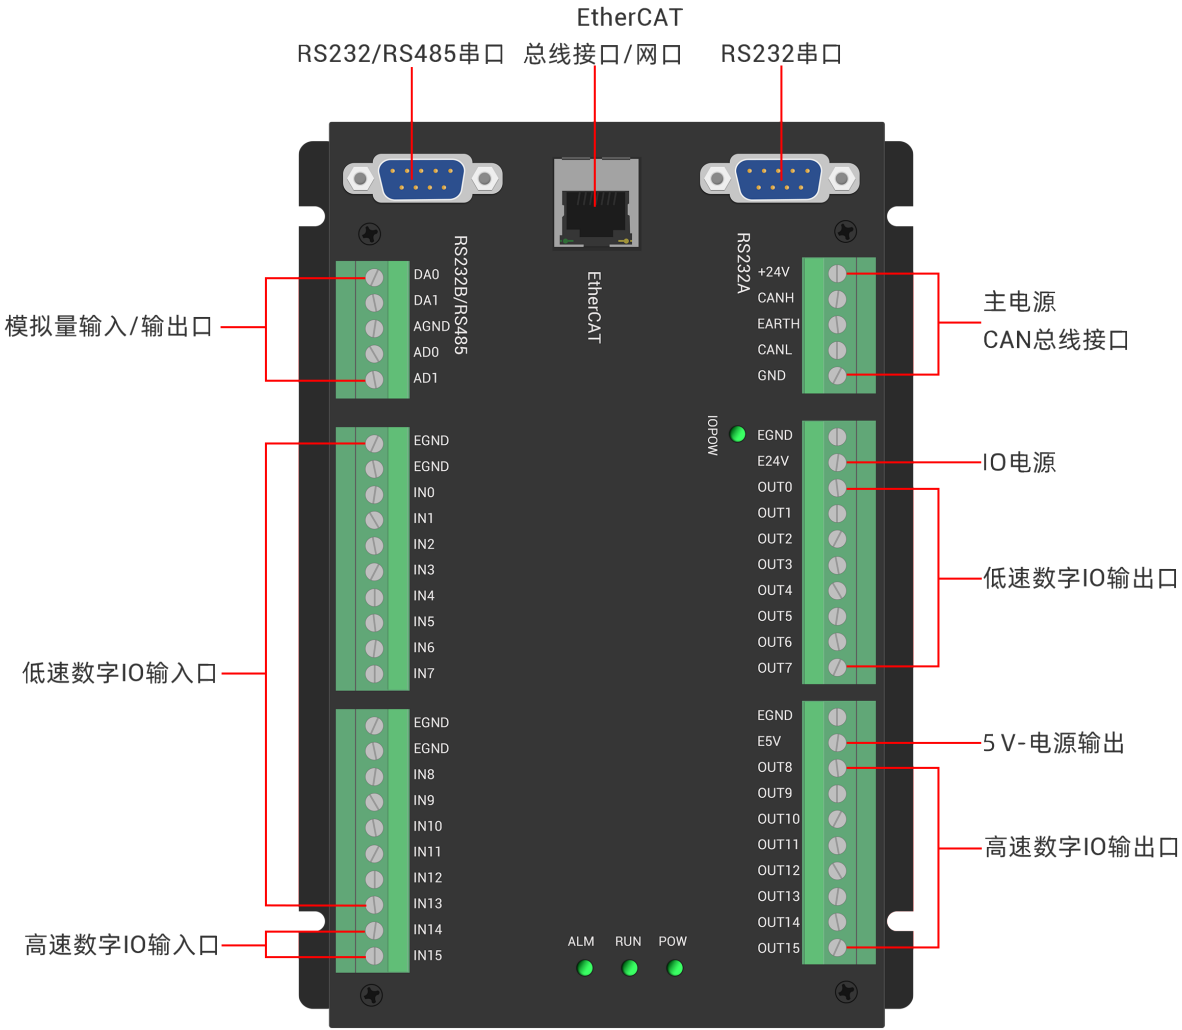 EtherCAT
RS232/RS485串口
总线接口/网口
RS232串口
RS232B/RS485
EtherCAT
RS232A
模拟量输入/输出口
DA0
DA1
AGND
AD0
AD1
+24V
CANH
EARTH
CANL
GND
主电源
CAN总线接口
IOPOW
低速数字IO输入口
EGND
EGND
IN0
IN1
IN2
IN3
IN4
IN5
IN6
IN7
EGND
E24V
OUT0
OUT1
OUT2
OUT3
OUT4
OUT5
OUT6
OUT7
IO电源
低速数字IO输出口
EGND
EGND
IN8
IN9
IN10
IN11
IN12
IN13
IN14
IN15
高速数字IO输入口
EGND
E5V
OUT8
OUT9
OUT10
OUT11
OUT12
OUT13
OUT14
OUT15
5V-电源输出
高速数字IO输出口
ALM
RUN
POW